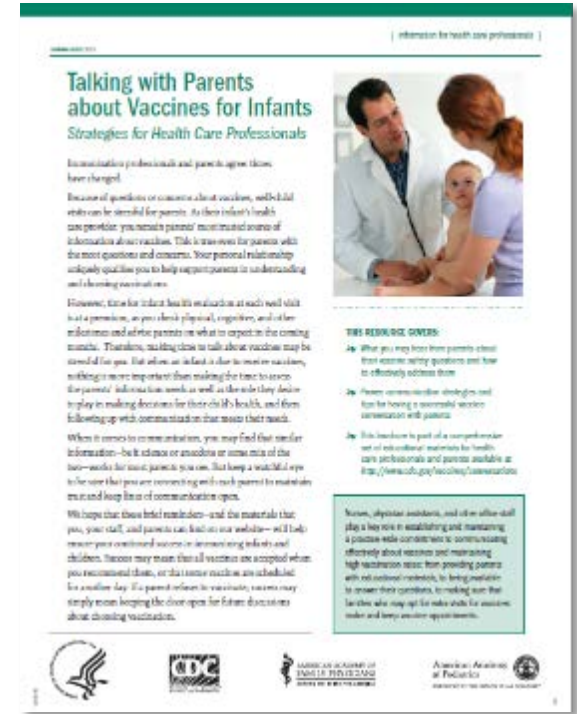 | information for health care professionals |
Talking with Parents
about Vaccines for Infants
Strategies for Health Care Professionals
Immunization professionals and parents agree: times
have changed.
Because of questions or concerns about vaccines, well-child
visits can be stressful for parents. As their infant's health
care provider, you remain parents' most trusted source of
information about vaccines. This is true even for parents with
the most questions and concerns. Your personal relationship
uniquely qualifies you to help support parents in understanding
and choosing vaccinations.
However, time for infant health evaluation at each well visit
is at a premium, as you check physical, cognitive, and other
milestones and advise parents on what to expect in the coming
months. Therefore, making time to talk about vaccines may be
stressful for you. But when an infant is due to receive vaccines,
nothing is more important than making the time to assess
the parents' information needs as well as the role they desire
to play in making decisions for their child's health, and then
following up with communication that meets their needs.
When it comes to communication, you may find that similar
information—be it science or anecdote or some mix of the
two—works for most parents you see. But keep a watchful eye
to be sure that you are connecting with each parent to maintain
trust and keep lines of communication open.
We hope that these brief reminders—and the materials that
you, your staff, and parents can find on our website—will help
ensure your continued success in immunizing infants and
children. Success may mean that all vaccines are accepted when
you recommend them, or that some vaccines are scheduled
for another day. If a parent refuses to vaccinate, success may
simply mean keeping the door open for future discussions
about choosing vaccination.
THIS RESOURCE COVERS:
What you may hear from parents about
their vaccine safety questions and how
to effectively address them
Proven communication strategies and
tips for having a successful vaccine
conversation with parents
This brochure is part of a comprehensive
set of educational materials for health
care professionals and parents available at
http://www.cdc.gov/vaccines/conversations
Nurses, physician assistants, and other office staff
play a key role in establishing and maintaining
a practice-wide commitment to communicating
effectively about vaccines and maintaining
high vaccination rates: from providing parents
with educational materials, to being available
to answer their questions, to making sure that
families who may opt for extra visits for vaccines
make and keep vaccine appointments.
CDC
AMERICAN ACADEMY OF
FAMILY PHYSICIANS
American Academy
of Pediatrics